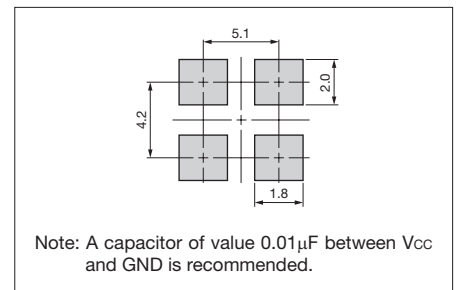 5.1
2.0
4.2
1.8
Note: A capacitor of value 0.01μF between Vcc
and GND is recommended.